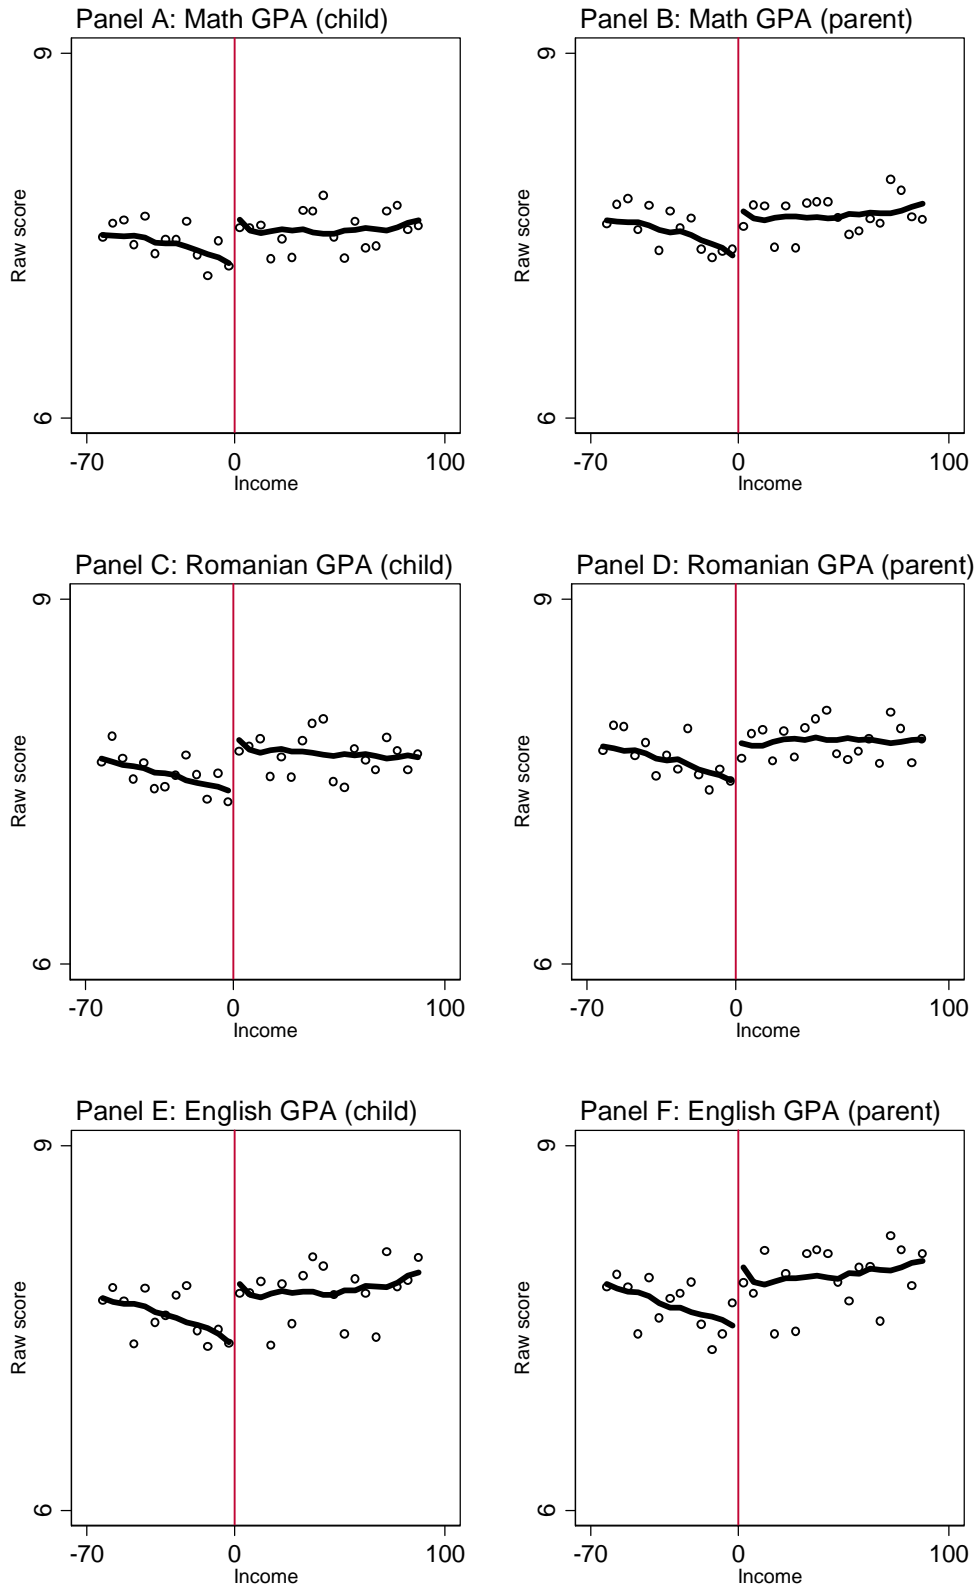 Panel A: Math GPA (child)
9
Raw score
6
-70 0 100
Income
Panel B: Math GPA (parent)
9
Raw score
6
-70 0 100
Income
Panel C: Romanian GPA (child)
9
Raw score
6
-70 0 100
Income
Panel D: Romanian GPA (parent)
9
Raw score
6
-70 0 100
Income
Panel E: English GPA (child)
9
Raw score
6
-70 0 100
Income
Panel F: English GPA (parent)
9
Raw score
6
-70 0 100
Income